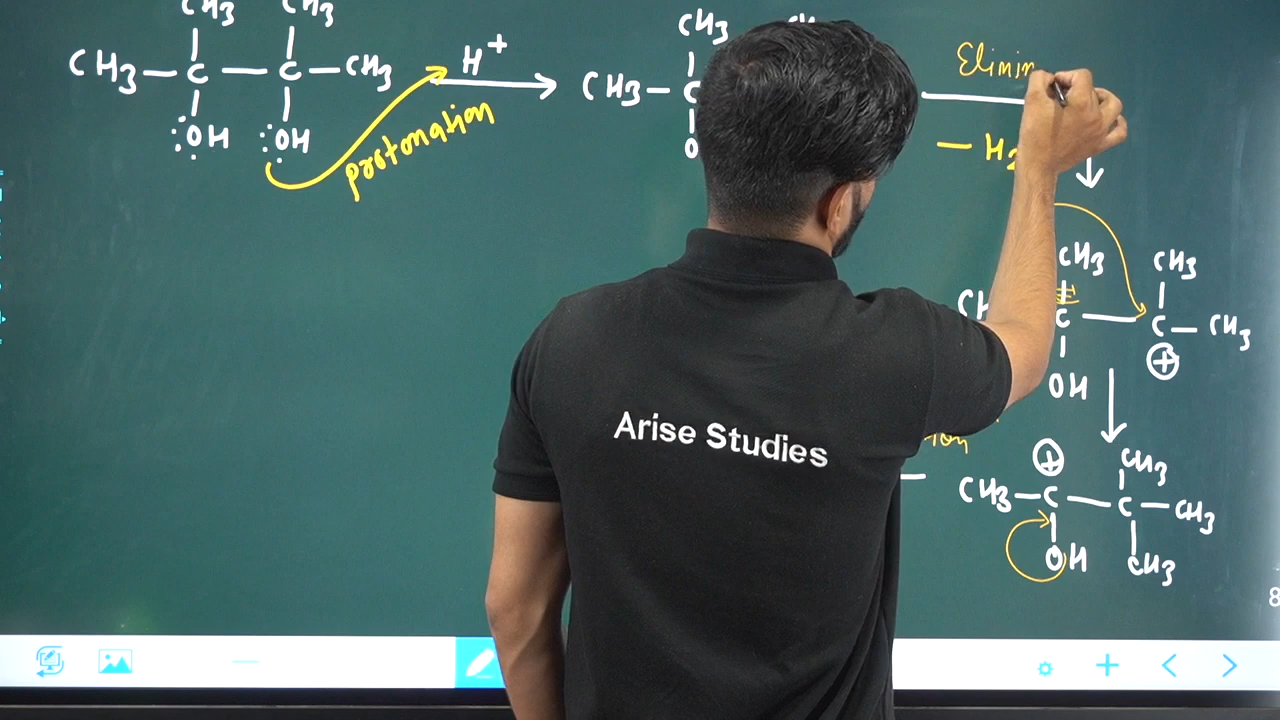 CH3 CH3
CH3—C—C—CH3 H+
:OH :OH
protonation
CH3
CH3—C
Elimin
— H2
CH3 CH3
C—C—CH3
OH ⊕
⊕ CH3
CH3—C—C—CH3
OH CH3
Arise Studies
8